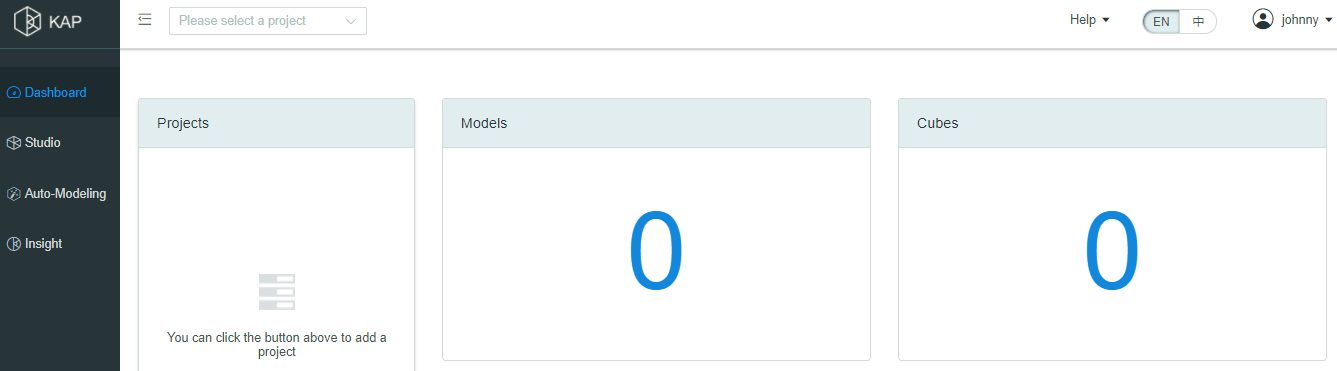 KAP
Please select a project
Help
EN 中
johnny
Dashboard
Studio
Auto-Modeling
Insight
Projects
You can click the button above to add a
project
Models
0
Cubes
0